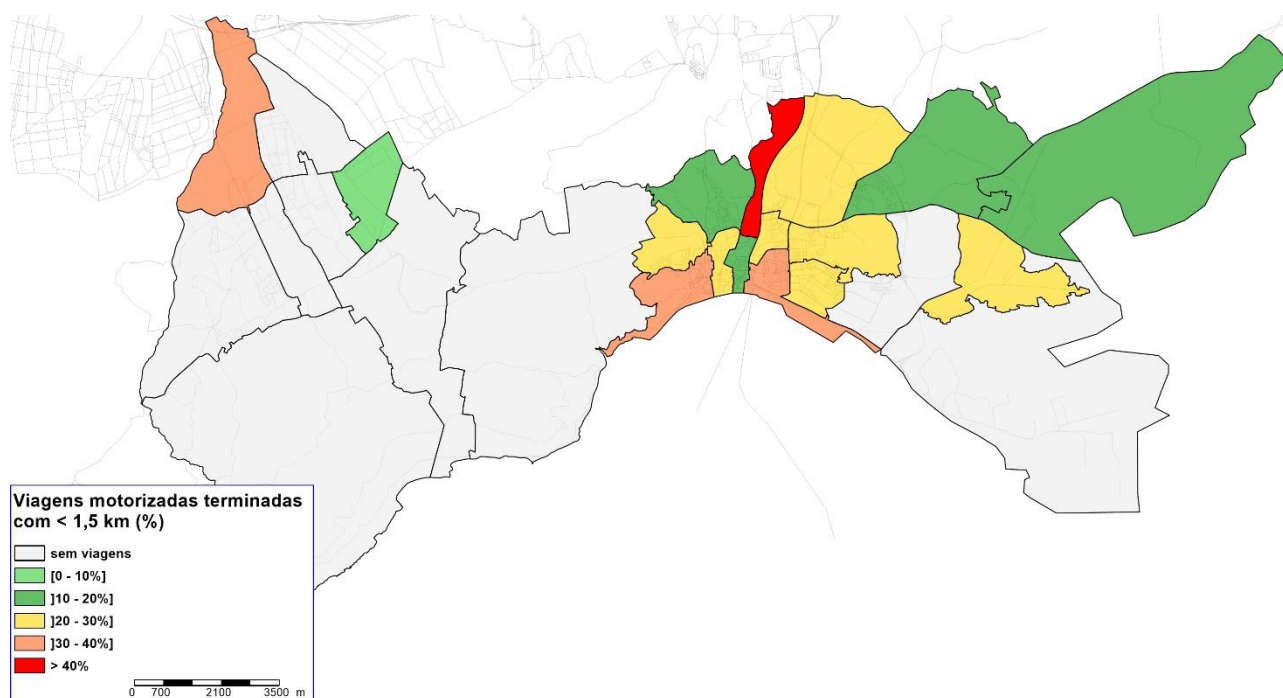 Viagens motorizadas terminadas
com < 1,5 km (%)
sem viagens
[0 - 10%]
]10 - 20%]
]20 - 30%]
]30 - 40%]
> 40%
0 700 2100 3500 m